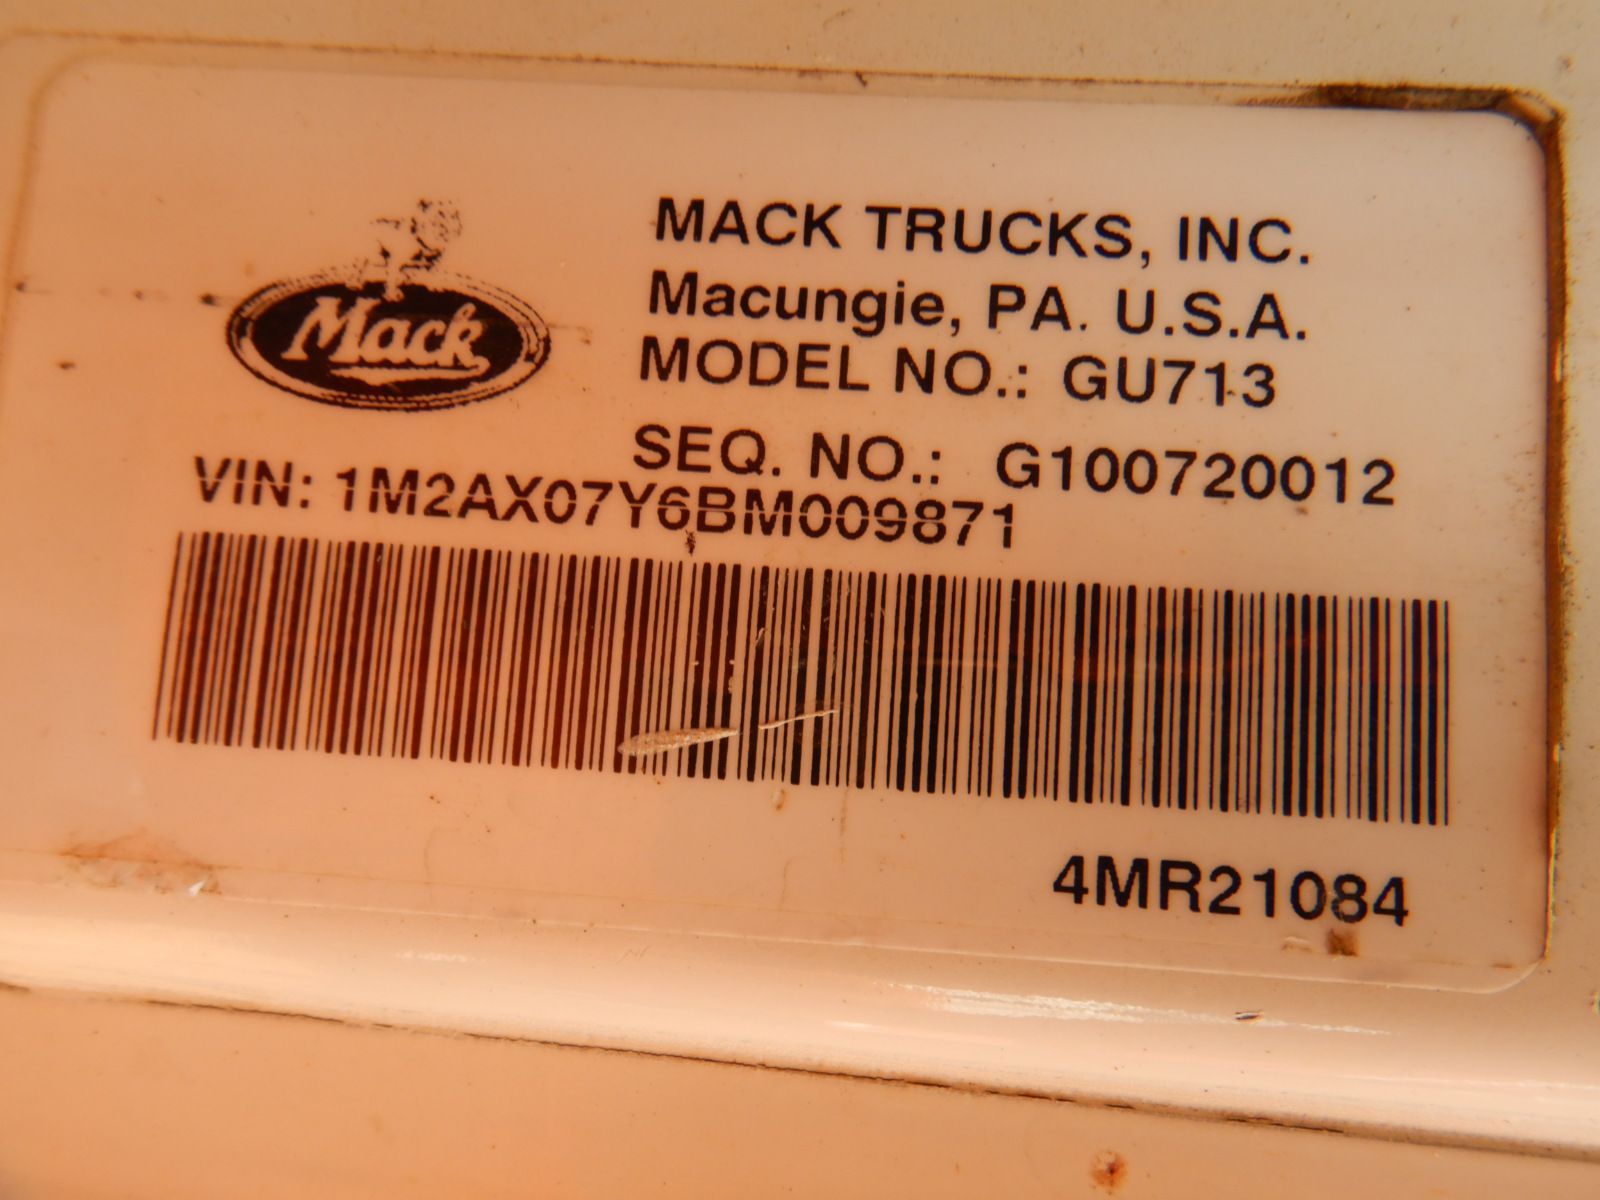 Mack
MACK TRUCKS, INC.
Macungie, PA. U.S.A.
MODEL NO.: GU713
SEQ. NO.: G100720012
VIN: 1M2AX07Y6BM009871
4MR21084